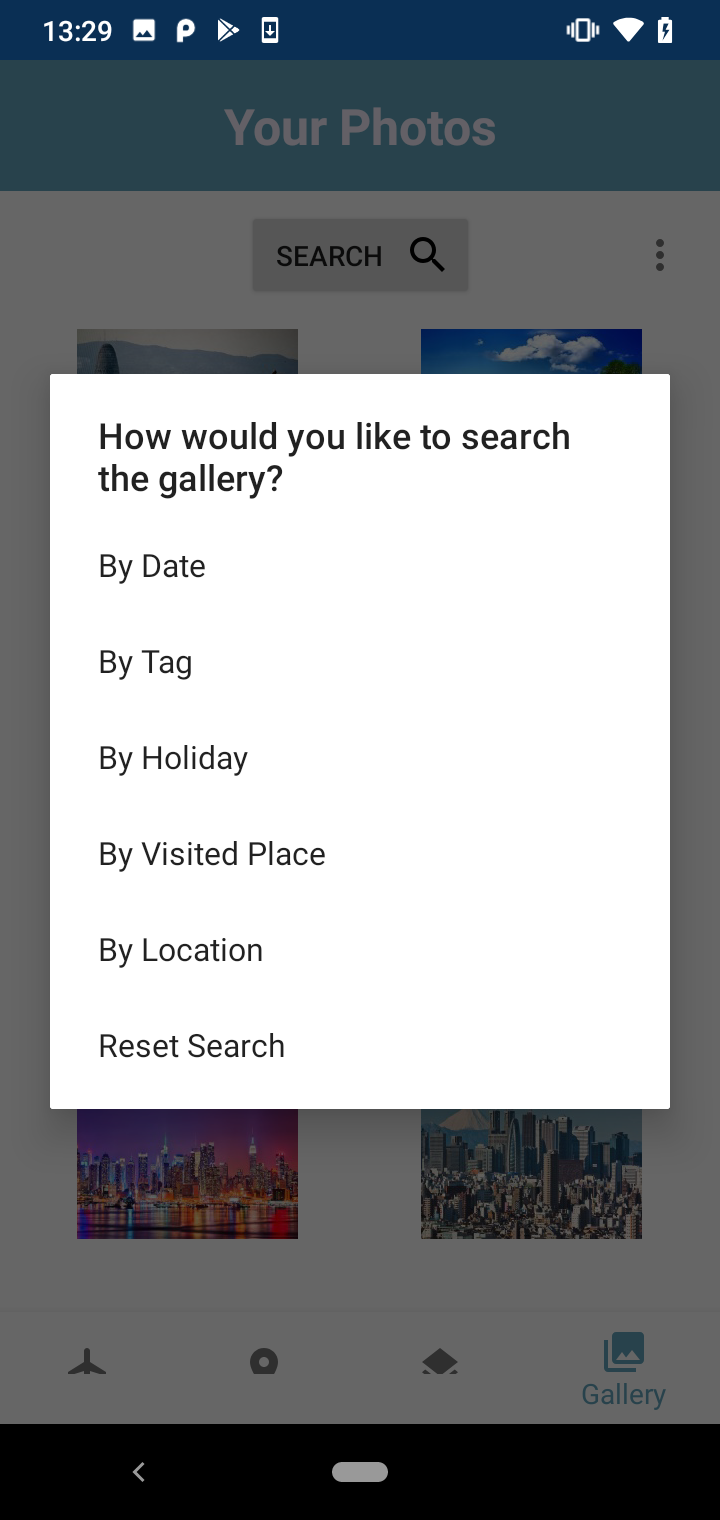 13:29
Your Photos
SEARCH
How would you like to search
the gallery?
By Date
By Tag
By Holiday
By Visited Place
By Location
Reset Search
Gallery